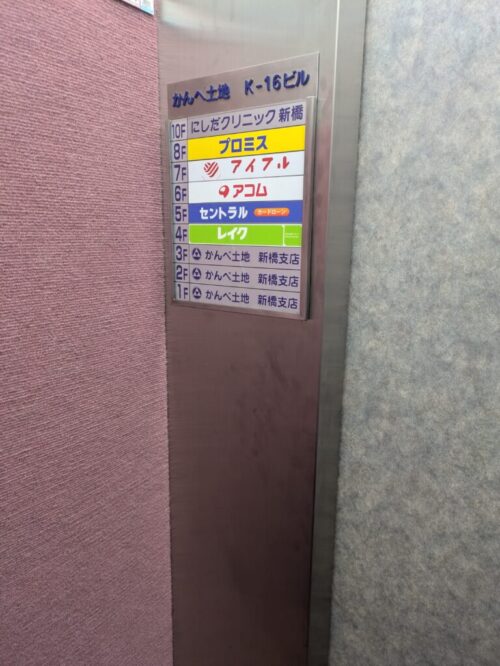 かんべ土地 K-16ビル
10F にしだクリニック新橋
8F プロミス
7F アイフル
6F アコム
5F セントラル カードローン
4F レイク
3F かんべ土地 新橋支店
2F かんべ土地 新橋支店
1F かんべ土地 新橋支店